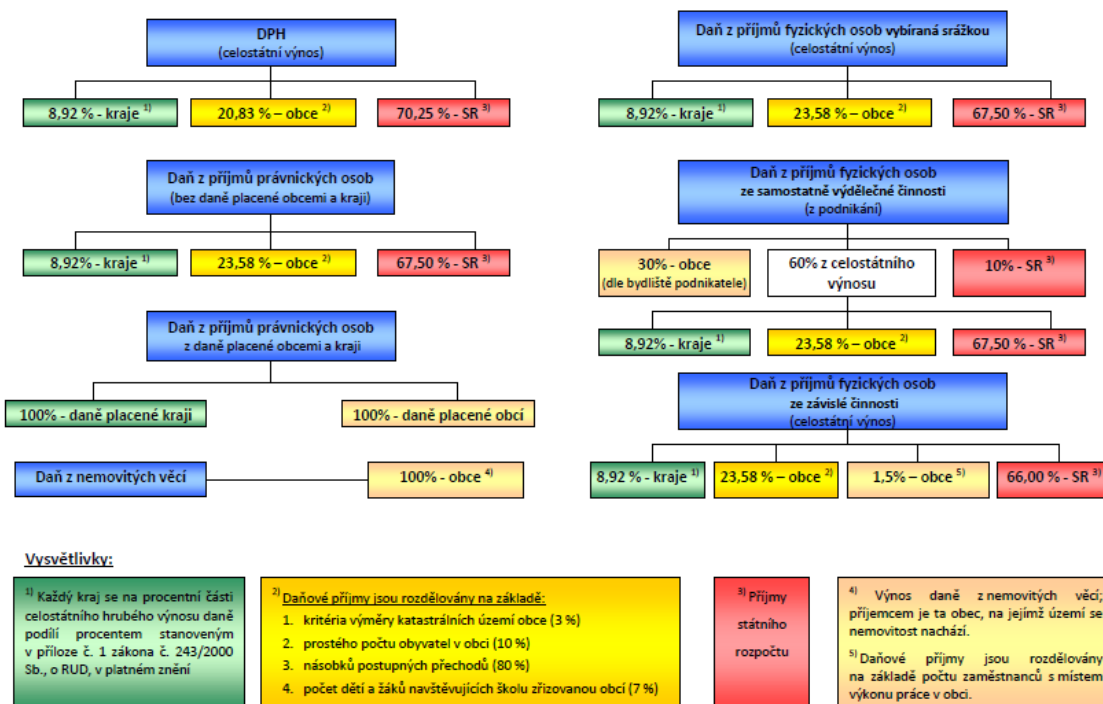 DPH
(celostátní výnos)
8,92 % - kraje 1)
20,83 % – obce 2)
70,25 % - SR 3)
Daň z příjmů právnických osob
(bez daně placené obcemi a kraji)
8,92% - kraje 1)
23,58 % – obce 2)
67,50 % - SR 3)
Daň z příjmů právnických osob
z daně placené obcemi a kraji
100% - daně placené kraji
100% - daně placené obcí
Daň z nemovitých věcí
100% - obce 4)
Daň z příjmů fyzických osob vybíraná srážkou
(celostátní výnos)
8,92% - kraje 1)
23,58 % – obce 2)
67,50 % - SR 3)
Daň z příjmů fyzických osob
ze samostatně výdělečné činnosti
(z podnikání)
30% - obce
(dle bydliště podnikatele)
60% z celostátního
výnosu
10% - SR 3)
8,92% - kraje 1)
23,58 % – obce 2)
67,50 % - SR 3)
Daň z příjmů fyzických osob
ze závislé činnosti
(celostátní výnos)
8,92 % - kraje 1)
23,58 % – obce 2)
1,5% – obce 5)
66,00 % - SR 3)
Vysvětlivky:
1) Každý kraj se na procentní části
celostátního hrubého výnosu daně
podílí procentem stanoveným
v příloze č. 1 zákona č. 243/2000
Sb., o RUD, v platném znění
2) Daňové příjmy jsou rozdělovány na základě:
1. kritéria výměry katastrálních území obce (3 %)
2. prostého počtu obyvatel v obci (10 %)
3. násobků postupných přechodů (80 %)
4. počet dětí a žáků navštěvujících školu zřizovanou obcí (7 %)
3) Příjmy
státního
rozpočtu
4) Výnos daně z nemovitých věcí;
příjemcem je ta obec, na jejímž území se
nemovitost nachází.
5) Daňové příjmy jsou rozdělovány
na základě počtu zaměstnanců s místem
výkonu práce v obci.